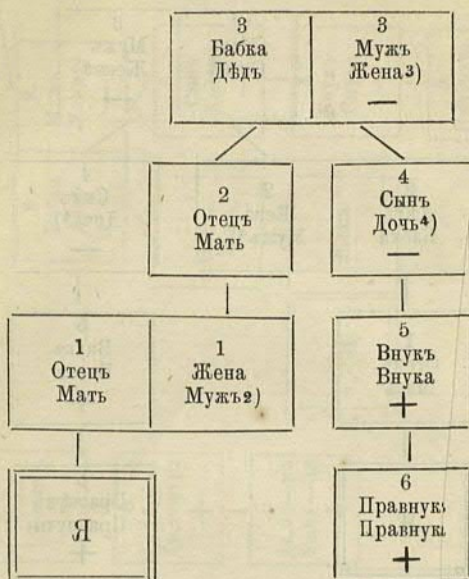 3
Бабка
Дѣдъ
3
Мужъ
Жена3)
—
2
Отецъ
Мать
4
Сынъ
Дочь4)
—
1
Отецъ
Мать
1
Жена
Мужъ2)
5
Внукъ
Внука
+
Я
6
Правнукъ
Правнука
+